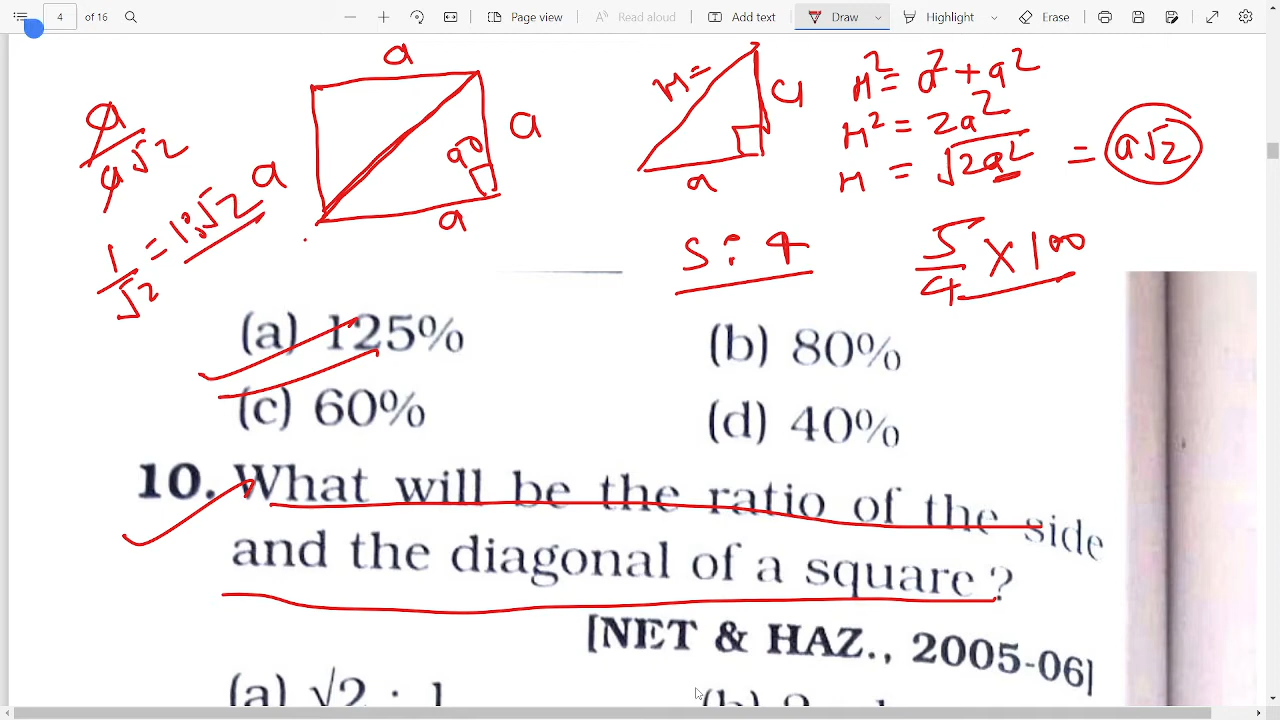 4 of 16 Page view Read aloud Add text Draw Highlight Erase
a
a
a
a
90
a/a√2
1/√2 = 1:√2
H =
a
a
H² = a² + a²
H² = 2a²
H = √2a² = a√2
5 : 4
5/4 × 100
(a) 125% (b) 80%
(c) 60% (d) 40%
10. What will be the ratio of the side
and the diagonal of a square ?
[NET & HAZ., 2005-06]
(a) √2 : 1